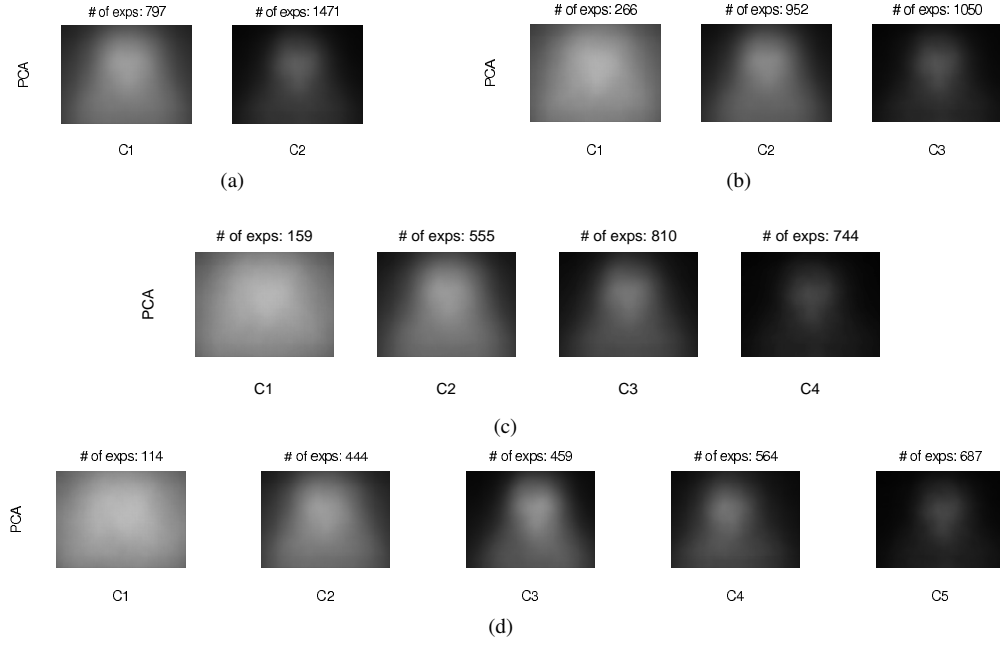 # of exps: 797 # of exps: 1471
PCA
C1 C2
(a)
# of exps: 266 # of exps: 952 # of exps: 1050
PCA
C1 C2 C3
(b)
# of exps: 159 # of exps: 555 # of exps: 810 # of exps: 744
PCA
C1 C2 C3 C4
(c)
# of exps: 114 # of exps: 444 # of exps: 459 # of exps: 564 # of exps: 687
PCA
C1 C2 C3 C4 C5
(d)